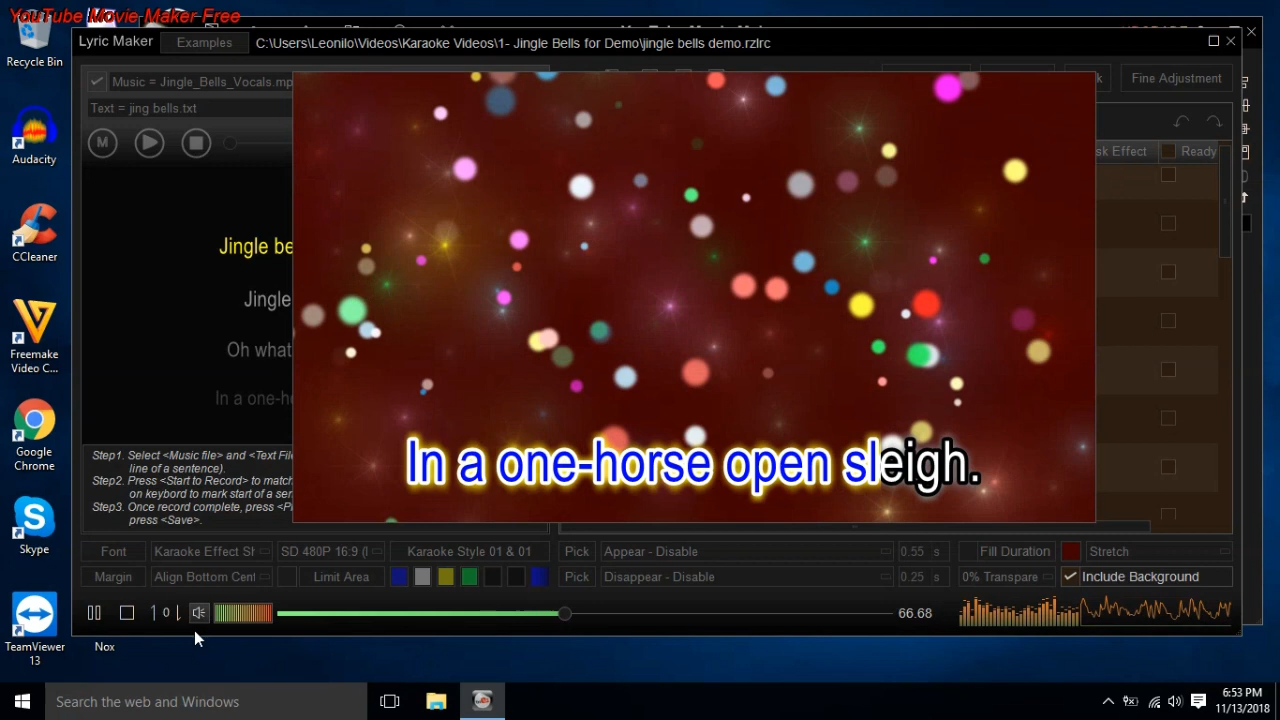 YouTube Movie Maker Free
Recycle Bin
Audacity
CCleaner
Freemake
Video C...
Google
Chrome
Skype
TeamViewer
13
Nox
Lyric Maker
Examples
C:\Users\Leonilo\Videos\Karaoke Videos\1- Jingle Bells for Demo\jingle bells demo.rzlrc
Music = Jingle_Bells_Vocals.mp
Fine Adjustment
Text = jing bells.txt
M
sk Effect
Ready
Jingle be
Jingle
Oh what
In a one-h
In a one-horse open sleigh.
Step1. Select <Music file> and <Text Fil
line of a sentence).
Step2. Press <Start to Record> to match
on keybord to mark start of a sen
Step3. Once record complete, press <P
press <Save>.
Font
Karaoke Effect Sh
SD 480P 16:9 (
Karaoke Style 01 & 01
Pick
Appear - Disable
0.55 s
Fill Duration
Stretch
Margin
Align Bottom Cent
Limit Area
Pick
Disappear - Disable
0.25 s
0% Transpare
Include Background
0
66.68
Search the web and Windows
6:53 PM
11/13/2018